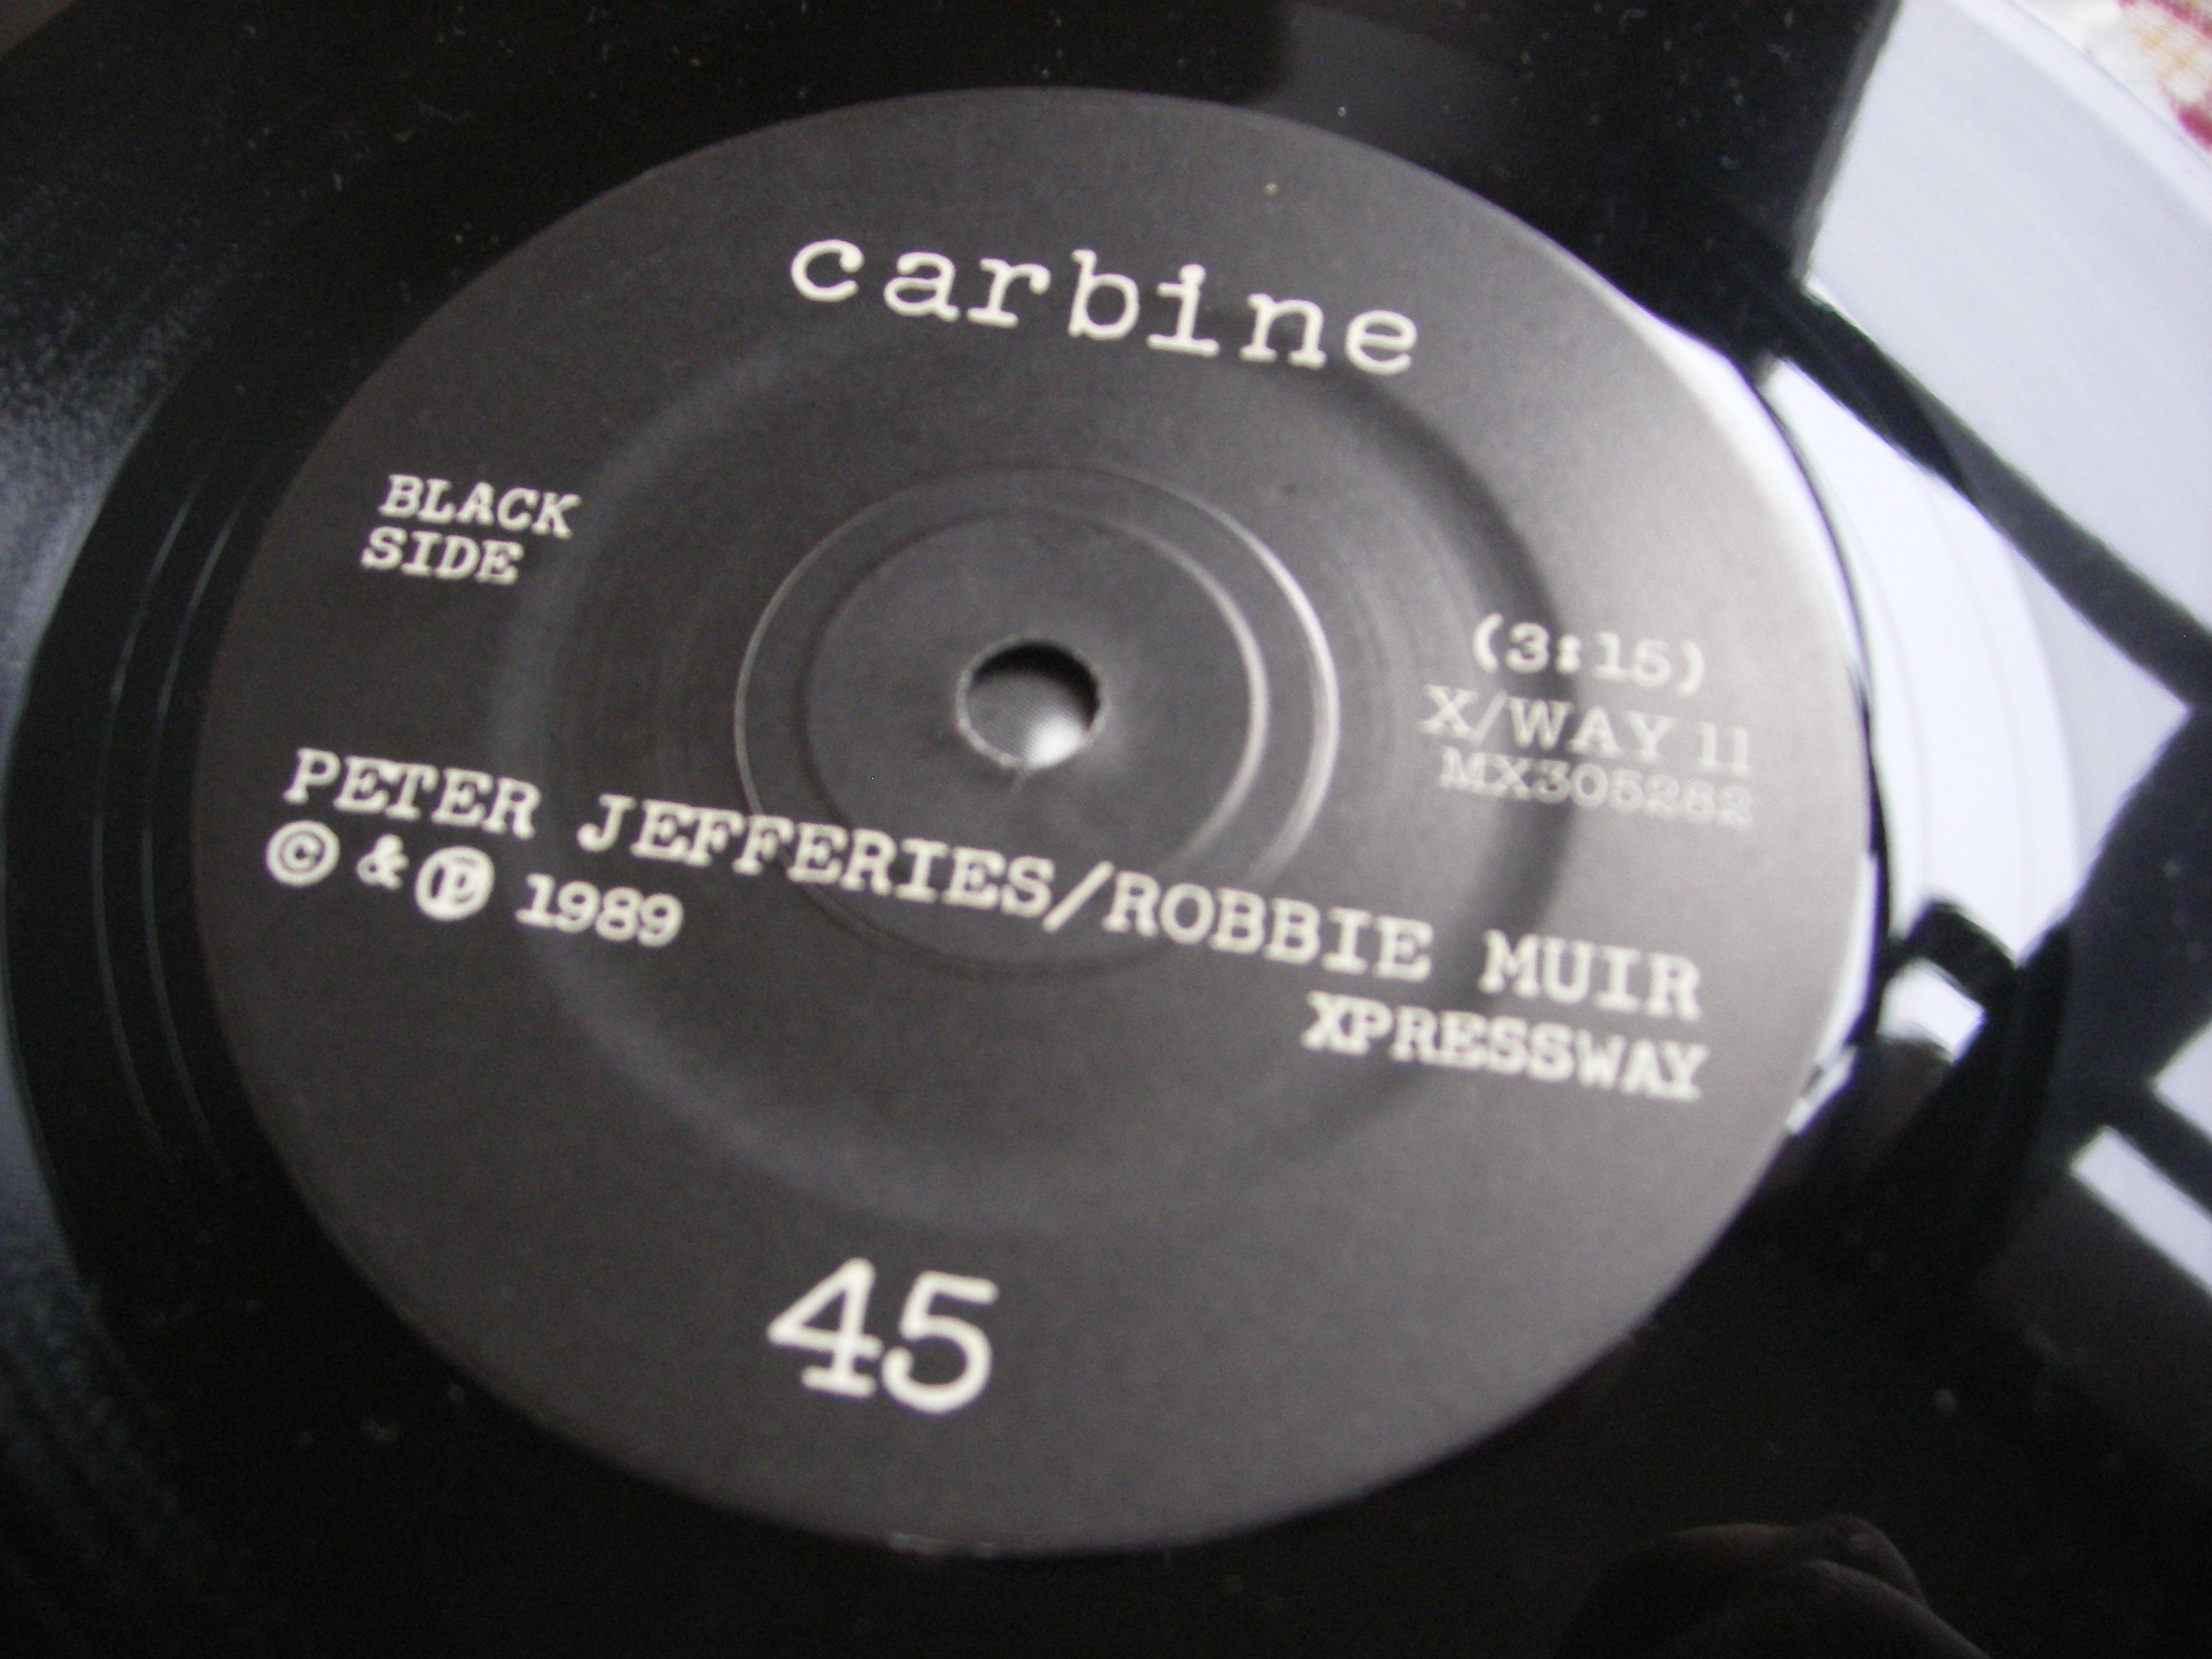 carbine
BLACK
SIDE
(3:15)
X/WAY 11
MX305282
PETER JEFFERIES/ROBBIE MUIR
© & ℗ 1989
XPRESSWAY
45